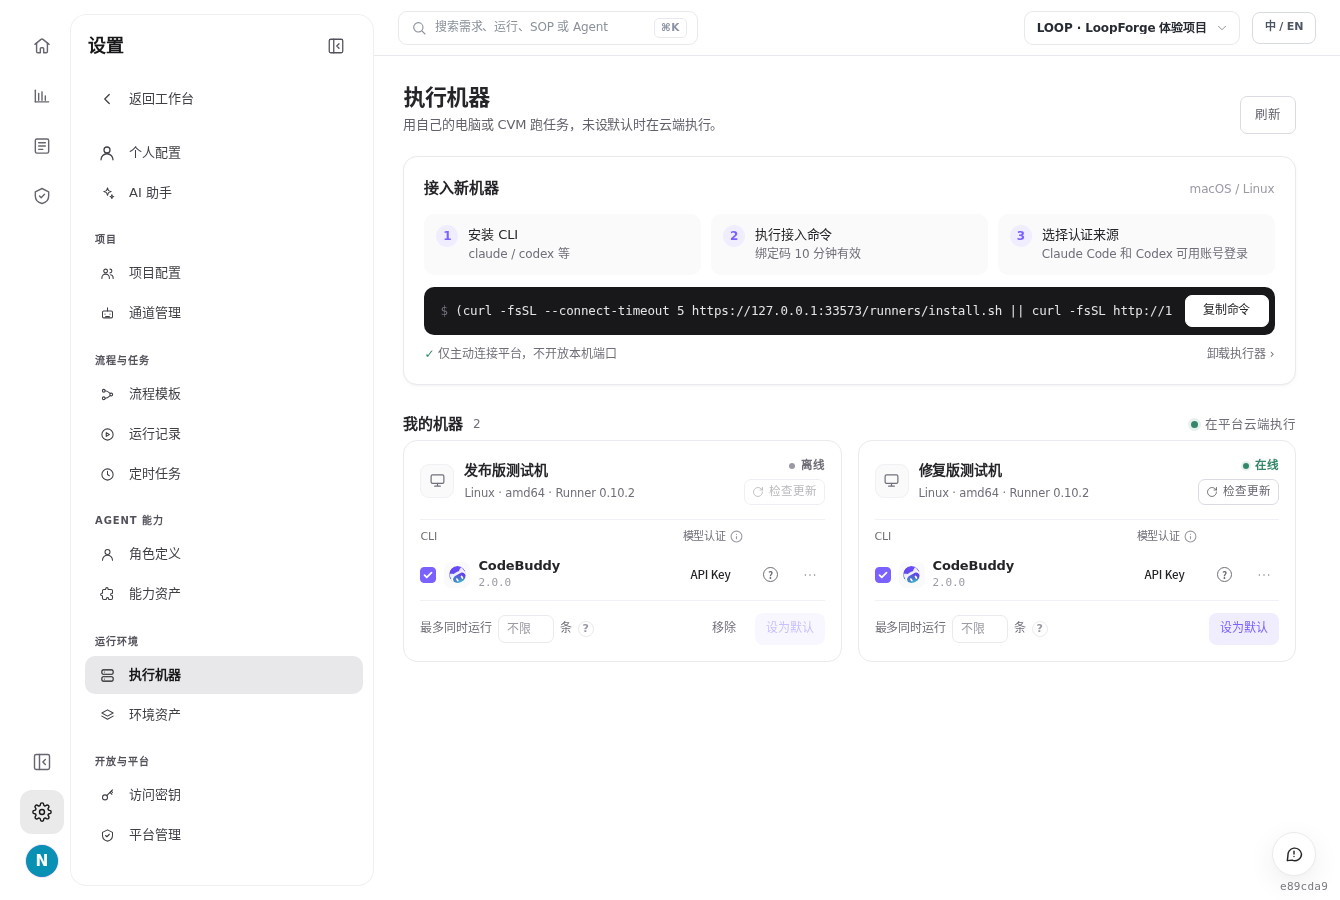 设置
返回工作台
个人配置
AI 助手
项目
项目配置
通道管理
流程与任务
流程模板
运行记录
定时任务
AGENT 能力
角色定义
能力资产
运行环境
执行机器
环境资产
开放与平台
访问密钥
平台管理
N
搜索需求、运行、SOP 或 Agent
⌘K
LOOP · LoopForge 体验项目
中 / EN
执行机器
用自己的电脑或 CVM 跑任务，未设默认时在云端执行。
刷新
接入新机器
macOS / Linux
1 安装 CLI
claude / codex 等
2 执行接入命令
绑定码 10 分钟有效
3 选择认证来源
Claude Code 和 Codex 可用账号登录
$ (curl -fsSL --connect-timeout 5 https://127.0.0.1:33573/runners/install.sh || curl -fsSL http://1
复制命令
✓ 仅主动连接平台，不开放本机端口
卸载执行器 ›
我的机器 2
在平台云端执行
发布版测试机
离线
Linux · amd64 · Runner 0.10.2
检查更新
CLI 模型认证
CodeBuddy
2.0.0
API Key
?
···
最多同时运行 不限 条 ?
移除
设为默认
修复版测试机
在线
Linux · amd64 · Runner 0.10.2
检查更新
CLI 模型认证
CodeBuddy
2.0.0
API Key
?
···
最多同时运行 不限 条 ?
设为默认
e89cda9